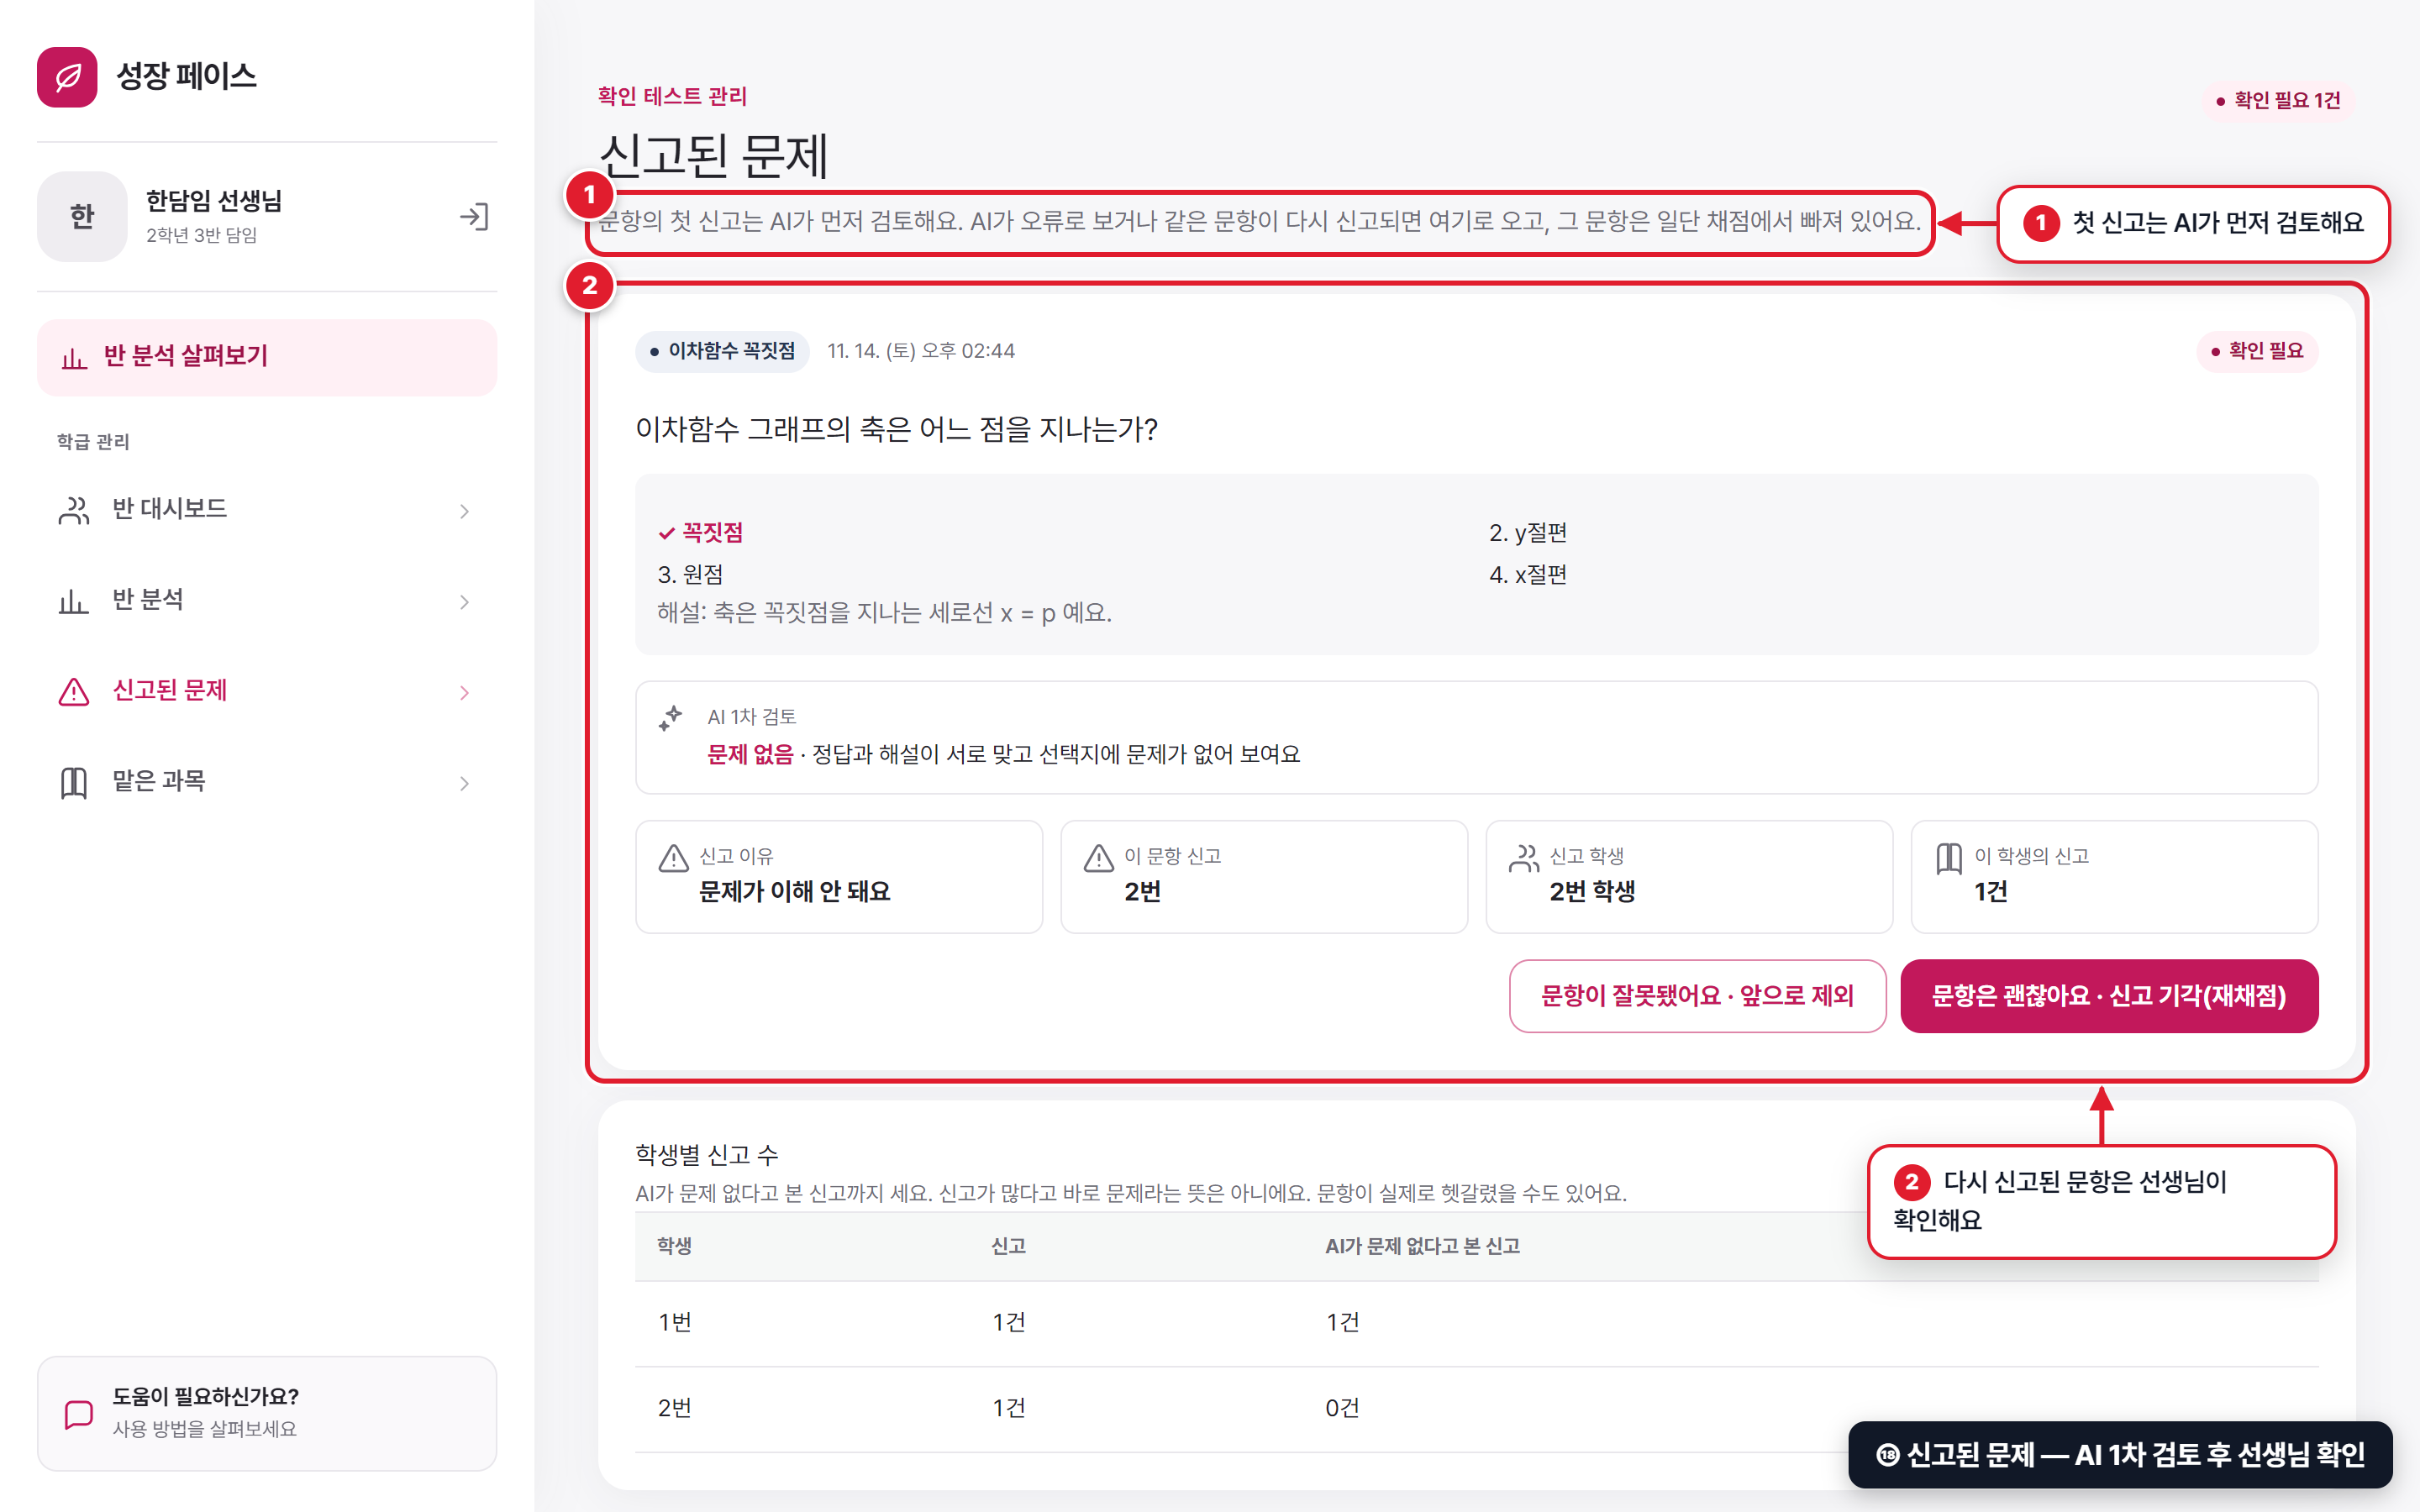 성장 페이스
한
한담임 선생님
2학년 3반 담임
반 분석 살펴보기
학급 관리
반 대시보드
반 분석
신고된 문제
맡은 과목
도움이 필요하신가요?
사용 방법을 살펴보세요
확인 테스트 관리
확인 필요 1건
신고된 문제
1
문항의 첫 신고는 AI가 먼저 검토해요. AI가 오류로 보거나 같은 문항이 다시 신고되면 여기로 오고, 그 문항은 일단 채점에서 빠져 있어요.
1 첫 신고는 AI가 먼저 검토해요
2
이차함수 꼭짓점 11. 14. (토) 오후 02:44
확인 필요
이차함수 그래프의 축은 어느 점을 지나는가?
✓ 꼭짓점
2. y절편
3. 원점
4. x절편
해설: 축은 꼭짓점을 지나는 세로선 x = p 예요.
AI 1차 검토
문제 없음 · 정답과 해설이 서로 맞고 선택지에 문제가 없어 보여요
신고 이유
문제가 이해 안 돼요
이 문항 신고
2번
신고 학생
2번 학생
이 학생의 신고
1건
문항이 잘못됐어요 · 앞으로 제외
문항은 괜찮아요 · 신고 기각(재채점)
2 다시 신고된 문항은 선생님이
확인해요
학생별 신고 수
AI가 문제 없다고 본 신고까지 세요. 신고가 많다고 바로 문제라는 뜻은 아니에요. 문항이 실제로 헷갈렸을 수도 있어요.
학생 신고 AI가 문제 없다고 본 신고
1번 1건 1건
2번 1건 0건
⑱ 신고된 문제 — AI 1차 검토 후 선생님 확인